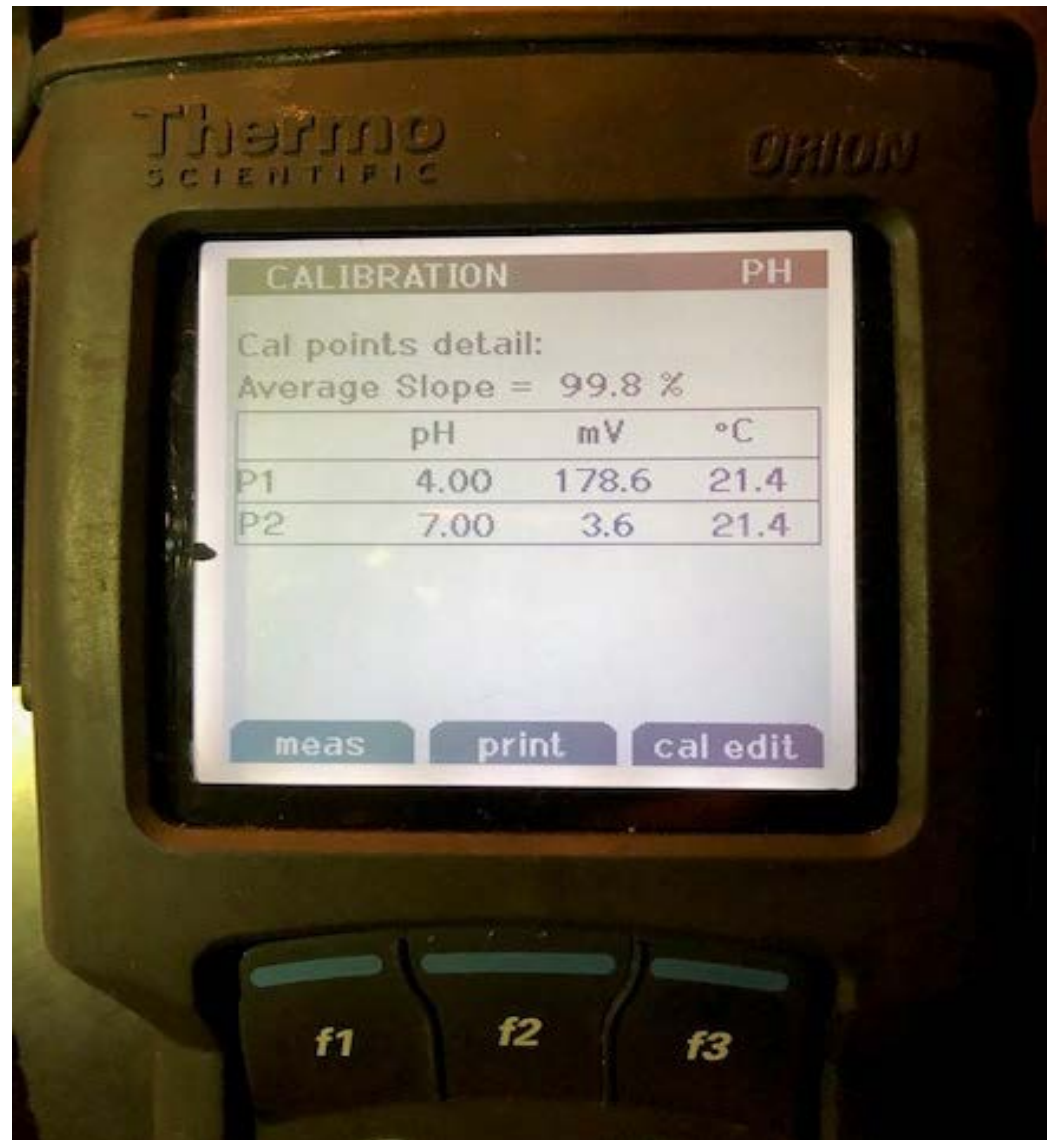 Thermo ORION
SCIENTIFIC
CALIBRATION PH
Cal points detail:
Average Slope = 99.8 %
pH mV °C
P1 4.00 178.6 21.4
P2 7.00 3.6 21.4
meas print cal edit
f1 f2 f3